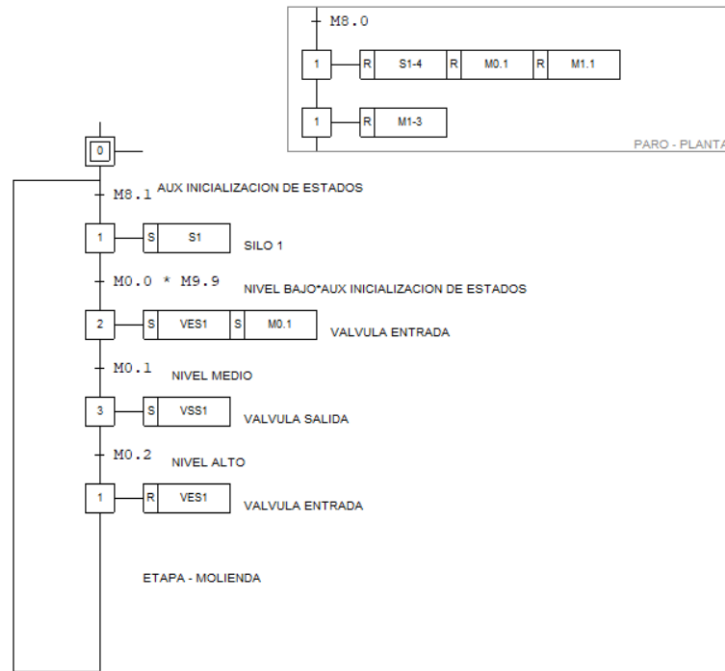 M8.0
1 R S1-4 R M0.1 R M1.1
1 R M1-3
PARO - PLANTA
0
M8.1 AUX INICIALIZACION DE ESTADOS
1 S S1 SILO 1
M0.0 * M9.9 NIVEL BAJO*AUX INICIALIZACION DE ESTADOS
2 S VES1 S M0.1 VALVULA ENTRADA
M0.1 NIVEL MEDIO
3 S VSS1 VALVULA SALIDA
M0.2 NIVEL ALTO
1 R VES1 VALVULA ENTRADA
ETAPA - MOLIENDA